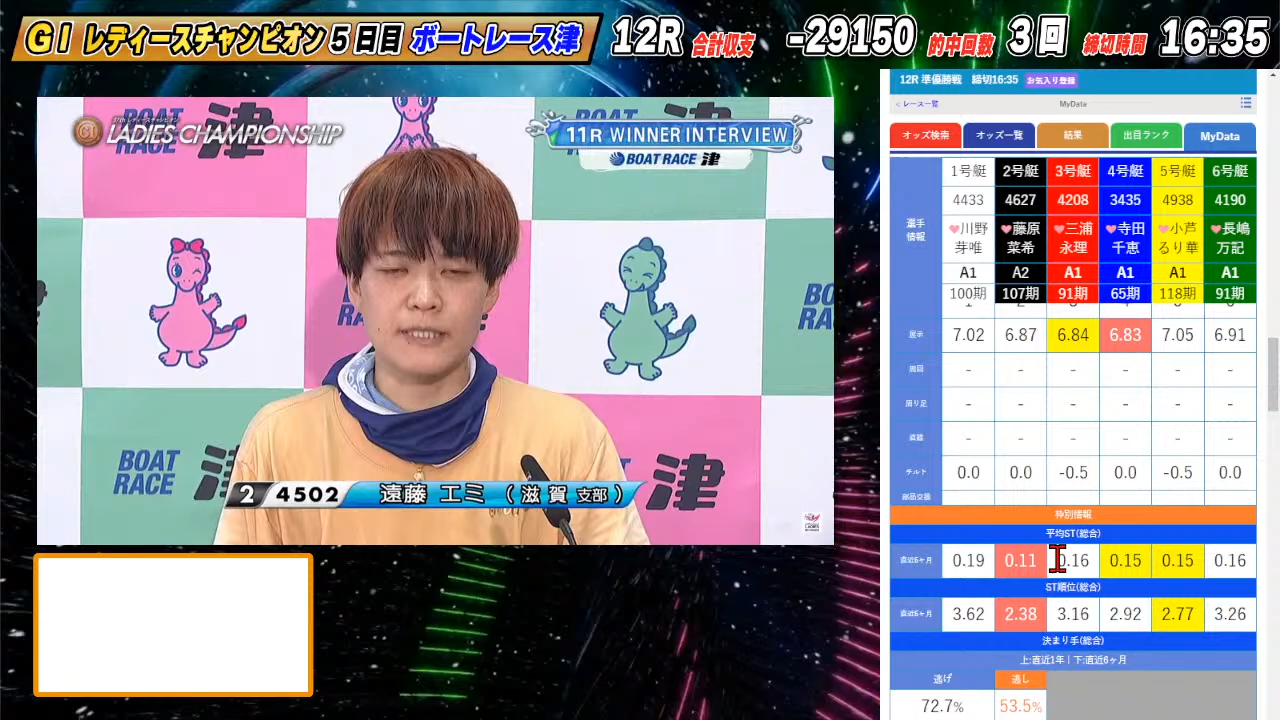 GⅠ レディースチャンピオン 5日目 ボートレース津
12R 合計収支 -29150 的中回数 3回 締切時間 16:35
LADIES CHAMPIONSHIP
11R WINNER INTERVIEW
BOAT RACE 津
BOAT RACE 津
2 4502 遠藤 エミ ( 滋賀 支部 )
12R 準優勝戦 締切16:35 お気入り登録
< レース一覧 MyData
オッズ検索 オッズ一覧 結果 出目ランク MyData
選手情報
1号艇 2号艇 3号艇 4号艇 5号艇 6号艇
4433 4627 4208 3435 4938 4190
川野芽唯 藤原菜希 三浦永理 寺田千恵 小芦るり華 長嶋万記
A1 A2 A1 A1 A1 A1
100期 107期 91期 65期 118期 91期
展示 7.02 6.87 6.84 6.83 7.05 6.91
周回 - - - - - -
周り足 - - - - - -
直線 - - - - - -
チルト 0.0 0.0 -0.5 0.0 -0.5 0.0
部品交換
枠別情報
平均ST(総合)
直近6ヶ月 0.19 0.11 0.16 0.15 0.15 0.16
ST順位(総合)
直近6ヶ月 3.62 2.38 3.16 2.92 2.77 3.26
決まり手(総合)
上:直近1年 | 下:直近6ヶ月
逃げ 逃し
72.7% 53.5%